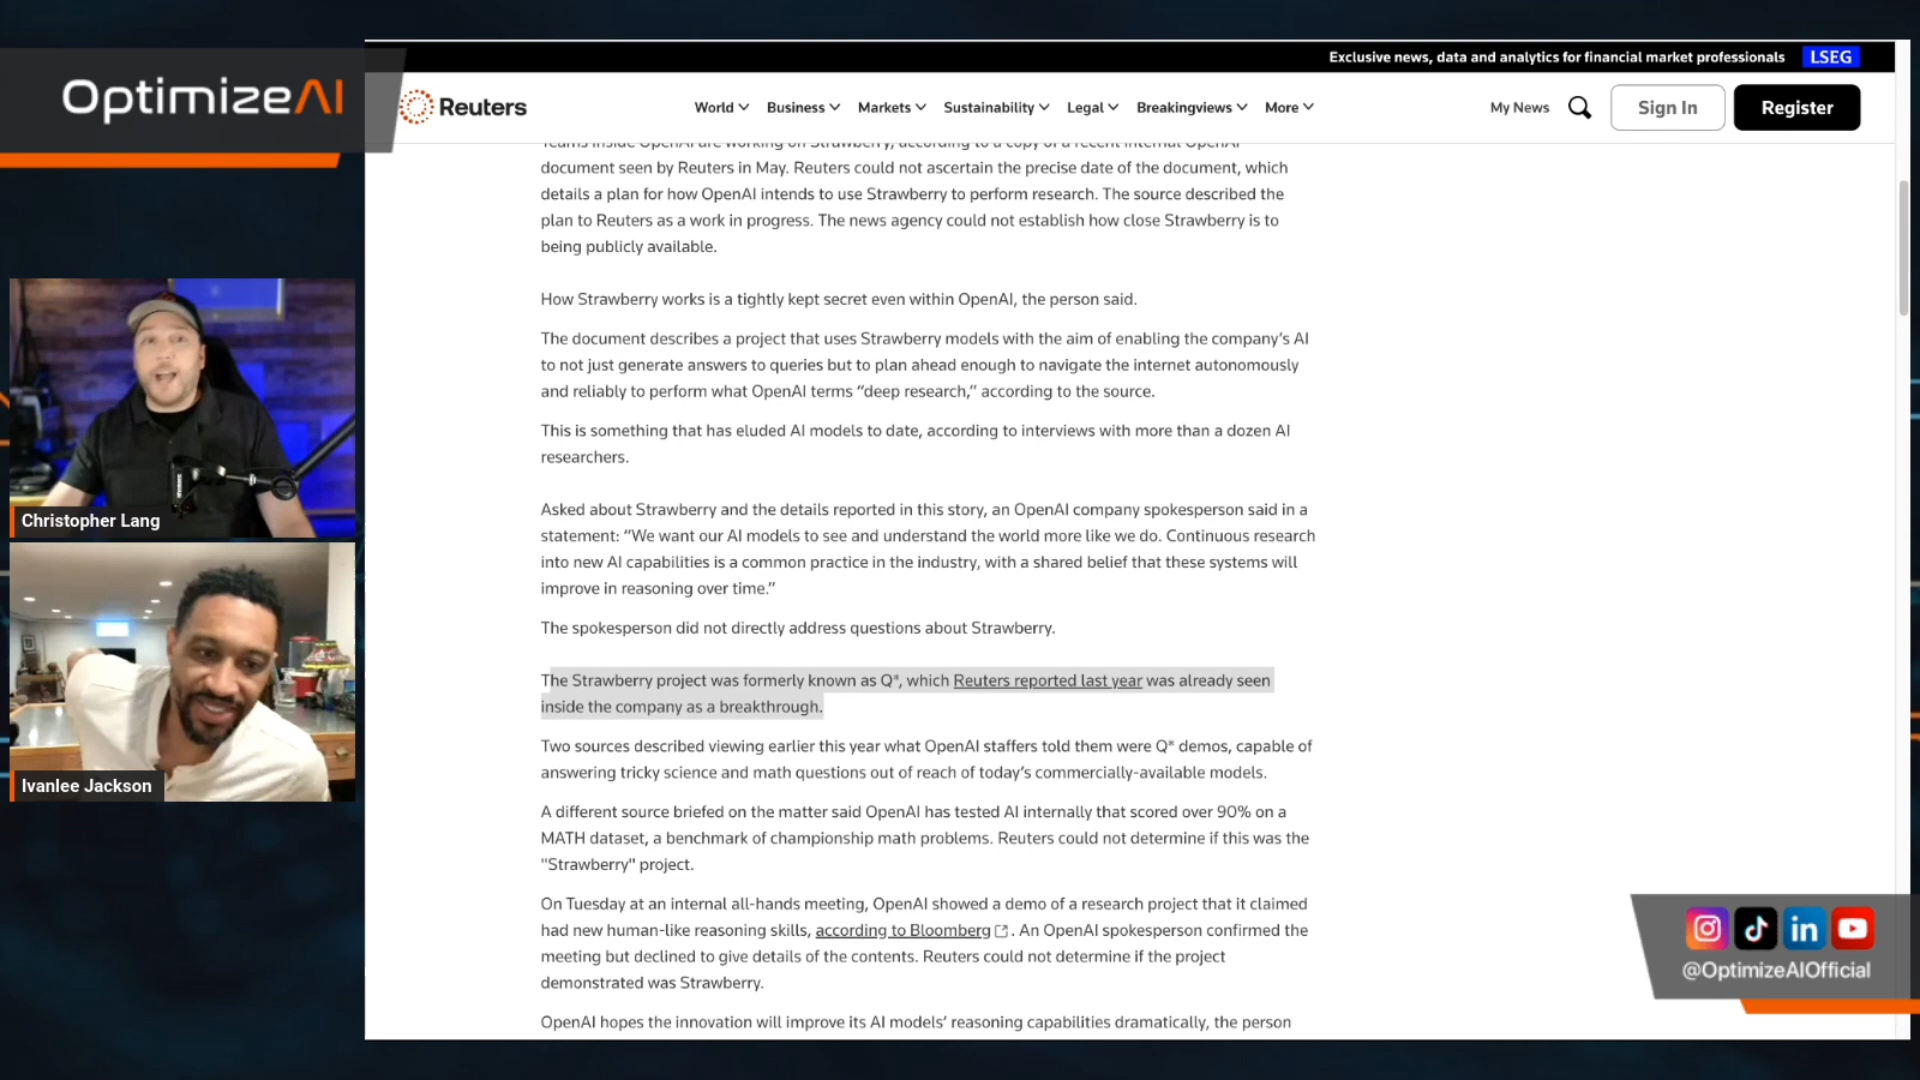 Exclusive news, data and analytics for financial market professionals LSEG
OptimizeAI
Reuters
World Business Markets Sustainability Legal Breakingviews More
My News Sign In Register
Teams inside OpenAI are working on Strawberry, according to a copy of a recent internal OpenAI
document seen by Reuters in May. Reuters could not ascertain the precise date of the document, which
details a plan for how OpenAI intends to use Strawberry to perform research. The source described the
plan to Reuters as a work in progress. The news agency could not establish how close Strawberry is to
being publicly available.
How Strawberry works is a tightly kept secret even within OpenAI, the person said.
The document describes a project that uses Strawberry models with the aim of enabling the company’s AI
to not just generate answers to queries but to plan ahead enough to navigate the internet autonomously
and reliably to perform what OpenAI terms “deep research,” according to the source.
This is something that has eluded AI models to date, according to interviews with more than a dozen AI
researchers.
Asked about Strawberry and the details reported in this story, an OpenAI company spokesperson said in a
statement: “We want our AI models to see and understand the world more like we do. Continuous research
into new AI capabilities is a common practice in the industry, with a shared belief that these systems will
improve in reasoning over time.”
The spokesperson did not directly address questions about Strawberry.
The Strawberry project was formerly known as Q*, which Reuters reported last year was already seen
inside the company as a breakthrough.
Two sources described viewing earlier this year what OpenAI staffers told them were Q* demos, capable of
answering tricky science and math questions out of reach of today’s commercially-available models.
A different source briefed on the matter said OpenAI has tested AI internally that scored over 90% on a
MATH dataset, a benchmark of championship math problems. Reuters could not determine if this was the
"Strawberry" project.
On Tuesday at an internal all-hands meeting, OpenAI showed a demo of a research project that it claimed
had new human-like reasoning skills, according to Bloomberg. An OpenAI spokesperson confirmed the
meeting but declined to give details of the contents. Reuters could not determine if the project
demonstrated was Strawberry.
OpenAI hopes the innovation will improve its AI models’ reasoning capabilities dramatically, the person
Christopher Lang
Ivanlee Jackson
in
@OptimizeAIOfficial